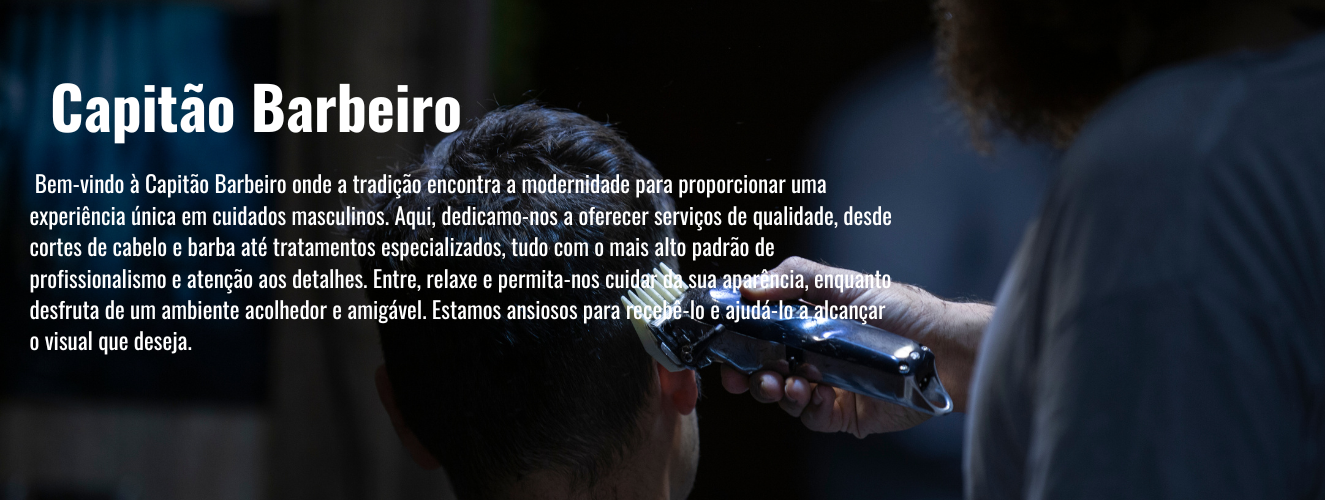 Capitão Barbeiro
Bem-vindo à Capitão Barbeiro onde a tradição encontra a modernidade para proporcionar uma
experiência única em cuidados masculinos. Aqui, dedicamo-nos a oferecer serviços de qualidade, desde
cortes de cabelo e barba até tratamentos especializados, tudo com o mais alto padrão de
profissionalismo e atenção aos detalhes. Entre, relaxe e permita-nos cuidar da sua aparência, enquanto
desfruta de um ambiente acolhedor e amigável. Estamos ansiosos para recebê-lo e ajudá-lo a alcançar
o visual que deseja.